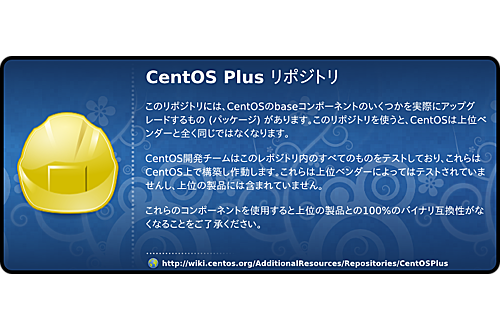 CentOS Plus リポジトリ
このリポジトリには、CentOSのbaseコンポーネントのいくつかを実際にアップグ
レードするもの (パッケージ) があります。このリポジトリを使うと、CentOSは上位ベ
ンダーと全く同じではなくなります。
CentOS開発チームはこのレポジトリ内のすべてのものをテストしており、これらは
CentOS上で構築し作動します。これらは上位ベンダーによってはテストされていま
せんし、上位の製品には含まれていません。
これらのコンポーネントを使用すると上位の製品との100%のバイナリ互換性がな
くなることをご了承ください。
http://wiki.centos.org/AdditionalResources/Repositories/CentOSPlus